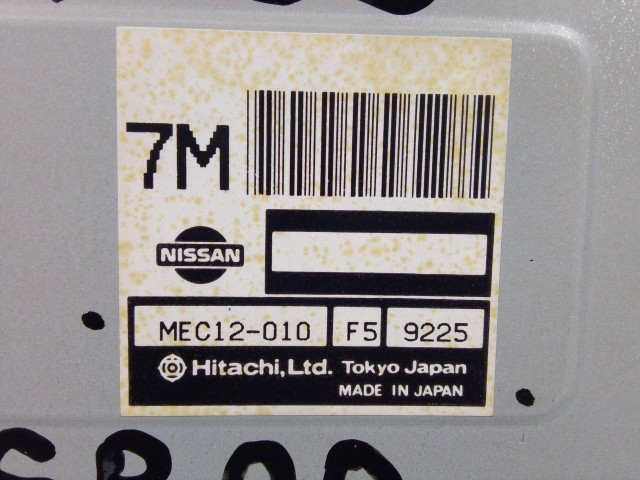 7M
NISSAN
MEC12-010 F5 9225
Hitachi, Ltd. Tokyo Japan
MADE IN JAPAN